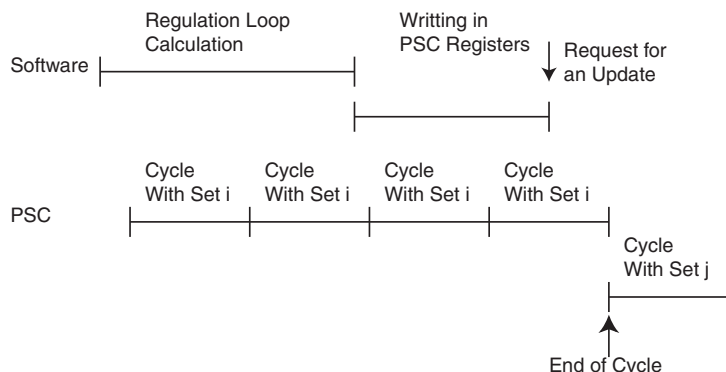 Regulation Loop
Calculation
Writting in
PSC Registers
Software
Request for
an Update
Cycle
With Set i
Cycle
With Set i
Cycle
With Set i
Cycle
With Set i
PSC
Cycle
With Set j
End of Cycle